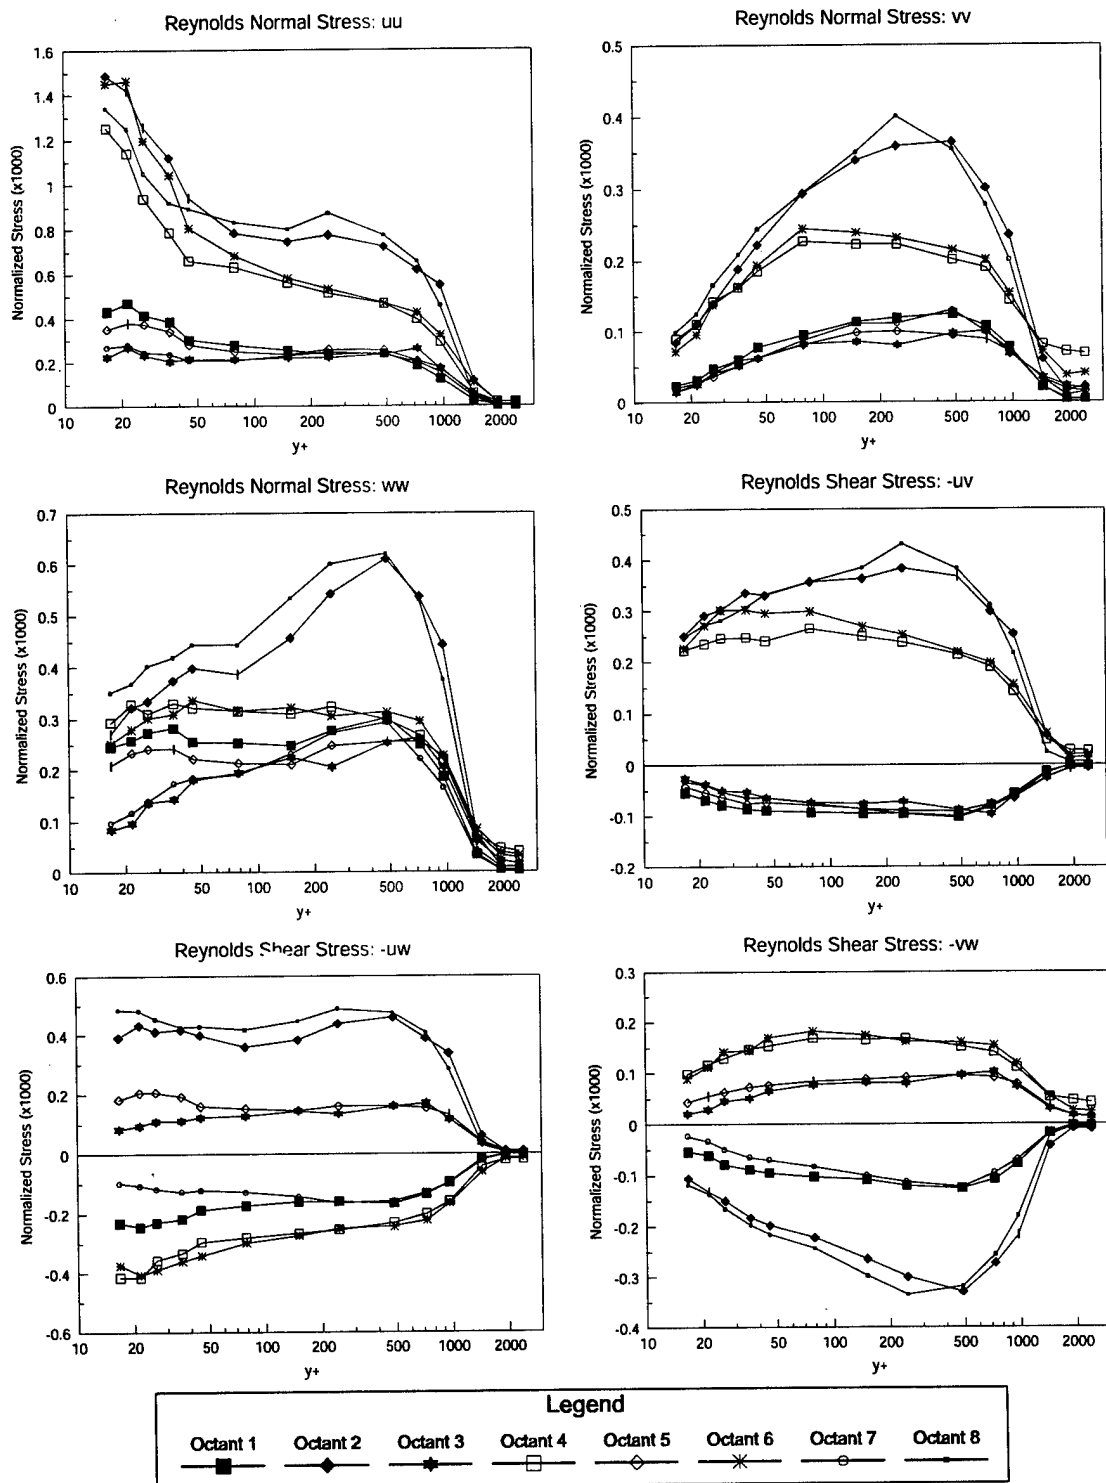 Reynolds Normal Stress: uu
Normalized Stress (x1000)
1.6
1.4
1.2
1
0.8
0.6
0.4
0.2
0
10 20 50 100 200 500 1000 2000
y+
Reynolds Normal Stress: vv
Normalized Stress (x1000)
0.5
0.4
0.3
0.2
0.1
0
10 20 50 100 200 500 1000 2000
y+
Reynolds Normal Stress: ww
Normalized Stress (x1000)
0.7
0.6
0.5
0.4
0.3
0.2
0.1
0
10 20 50 100 200 500 1000 2000
y+
Reynolds Shear Stress: -uv
Normalized Stress (x1000)
0.5
0.4
0.3
0.2
0.1
0
-0.1
-0.2
10 20 50 100 200 500 1000 2000
y+
Reynolds Shear Stress: -uw
Normalized Stress (x1000)
0.6
0.4
0.2
0
-0.2
-0.4
-0.6
10 20 50 100 200 500 1000 2000
y+
Reynolds Shear Stress: -vw
Normalized Stress (x1000)
0.3
0.2
0.1
0
-0.1
-0.2
-0.3
-0.4
10 20 50 100 200 500 1000 2000
y+
Legend
Octant 1 Octant 2 Octant 3 Octant 4 Octant 5 Octant 6 Octant 7 Octant 8